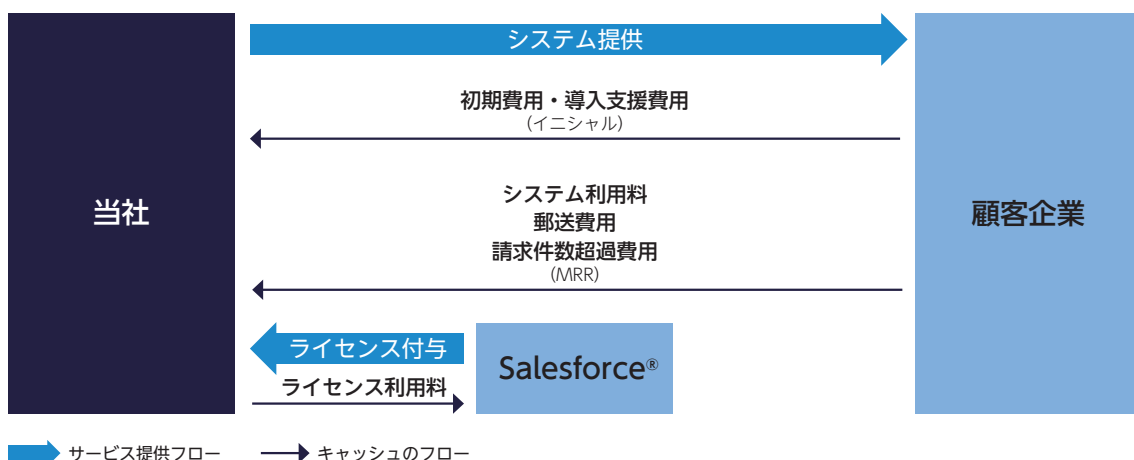 システム提供
初期費用・導入支援費用
(イニシャル)
当社
システム利用料
郵送費用
請求件数超過費用
(MRR)
顧客企業
ライセンス付与
ライセンス利用料
Salesforce®
サービス提供フロー
キャッシュのフロー